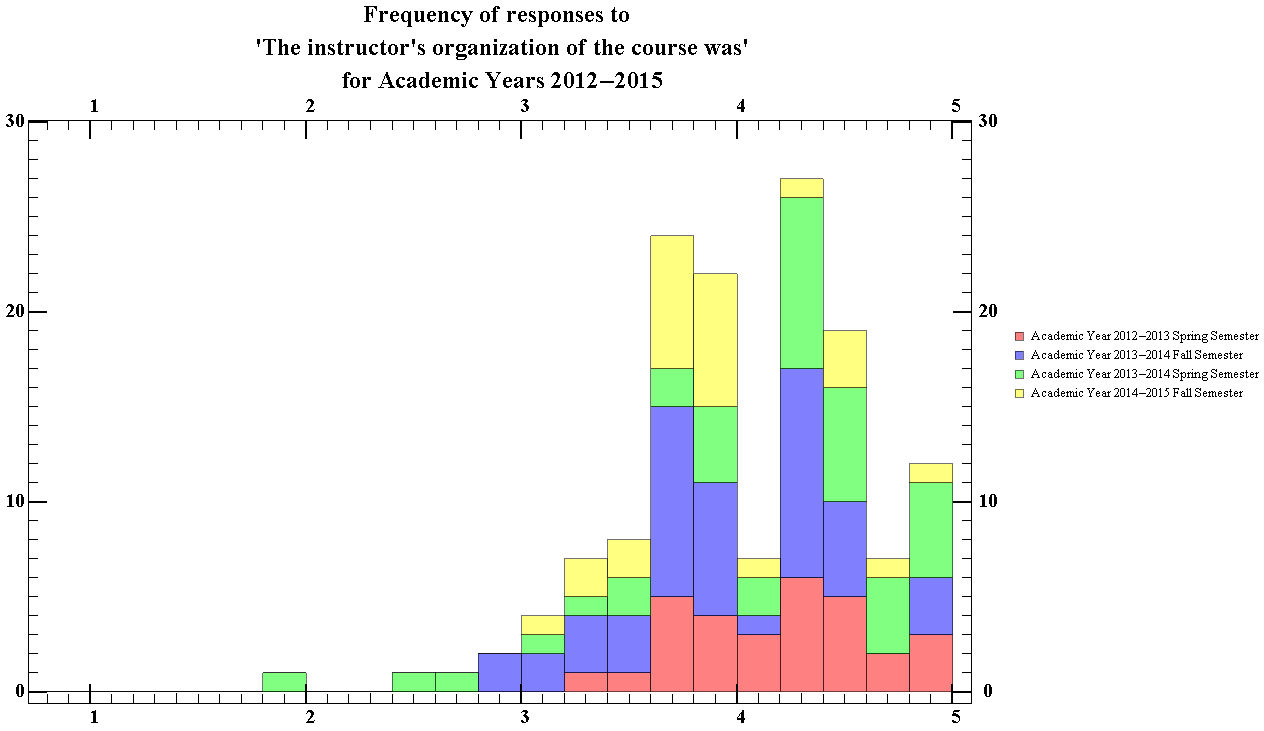 Frequency of responses to
'The instructor's organization of the course was'
for Academic Years 2012–2015
1 2 3 4 5
30 30
20 20
Academic Year 2012–2013 Spring Semester
Academic Year 2013–2014 Fall Semester
Academic Year 2013–2014 Spring Semester
Academic Year 2014–2015 Fall Semester
10 10
0 0
1 2 3 4 5